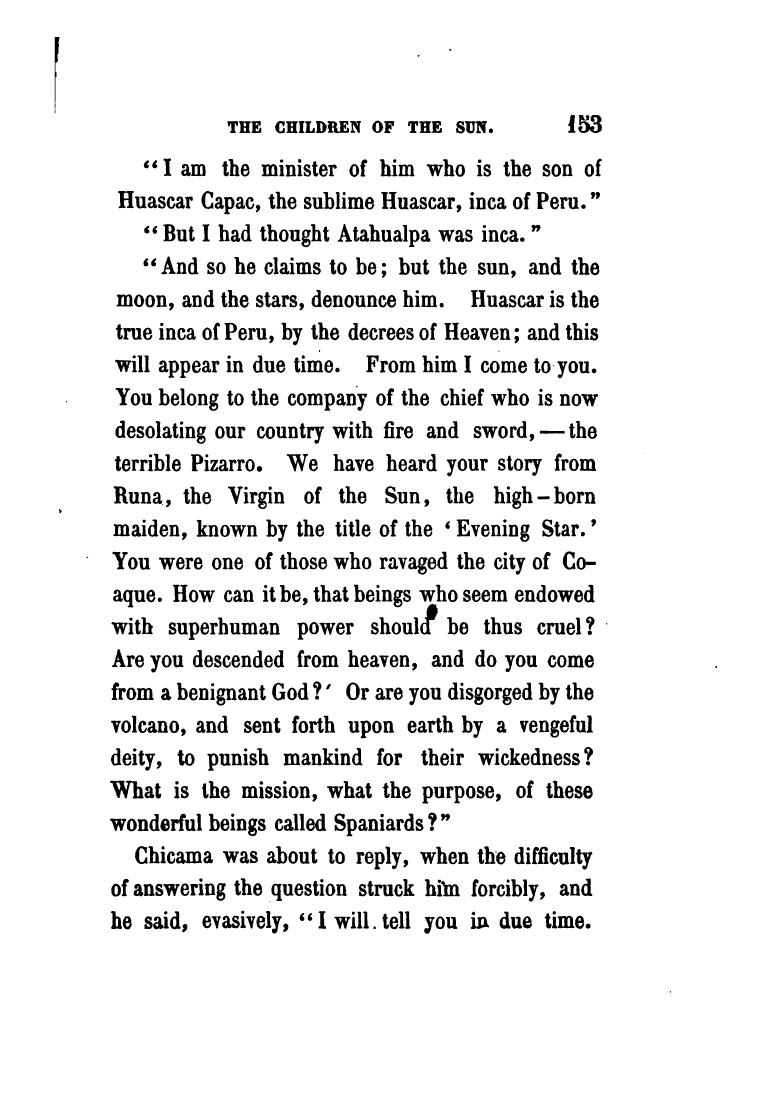 THE CHILDREN OF THE SUN. 153
“I am the minister of him who is the son of
Huascar Capac, the sublime Huascar, inca of Peru.”
“But I had thought Atahualpa was inca.”
“And so he claims to be; but the sun, and the
moon, and the stars, denounce him. Huascar is the
true inca of Peru, by the decrees of Heaven; and this
will appear in due time. From him I come to you.
You belong to the company of the chief who is now
desolating our country with fire and sword,—the
terrible Pizarro. We have heard your story from
Runa, the Virgin of the Sun, the high-born
maiden, known by the title of the ‘Evening Star.’
You were one of those who ravaged the city of Co-
aque. How can it be, that beings who seem endowed
with superhuman power should be thus cruel?
Are you descended from heaven, and do you come
from a benignant God?’ Or are you disgorged by the
volcano, and sent forth upon earth by a vengeful
deity, to punish mankind for their wickedness?
What is the mission, what the purpose, of these
wonderful beings called Spaniards?”
Chicama was about to reply, when the difficulty
of answering the question struck him forcibly, and
he said, evasively, “I will. tell you in due time.